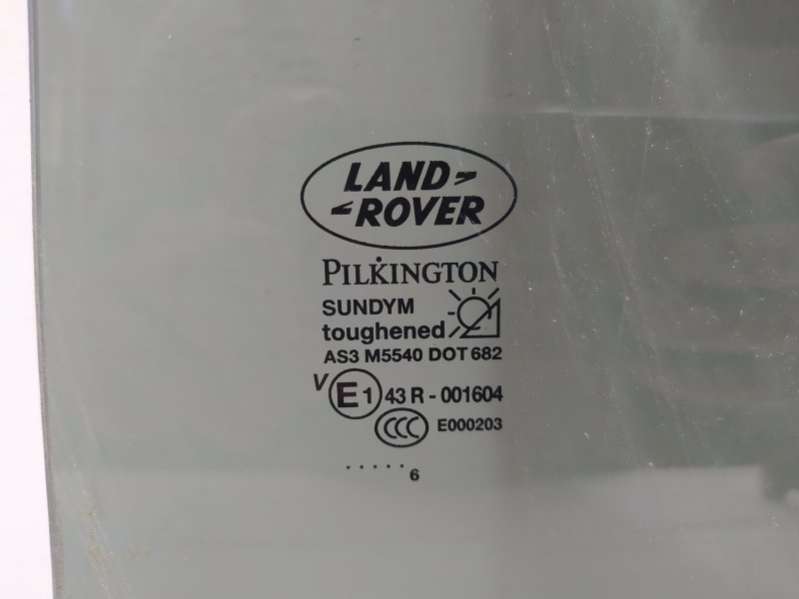 LAND
ROVER
PILKINGTON
SUNDYM
toughened
AS3 M5540 DOT 682
V
E1 43 R - 001604
CCC E000203
..... 6